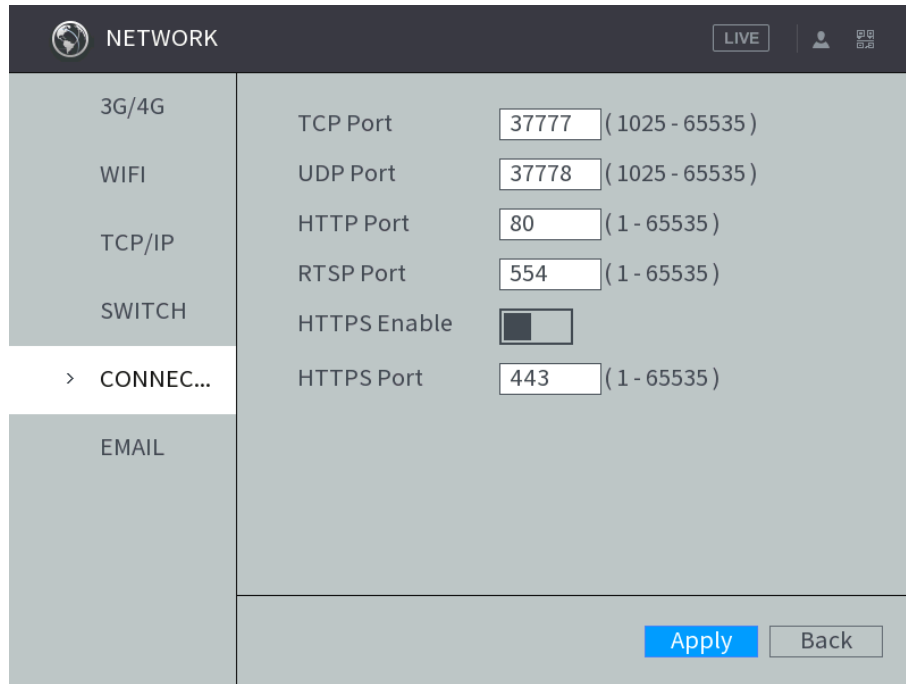 NETWORK
LIVE
3G/4G
WIFI
TCP/IP
SWITCH
> CONNEC...
EMAIL
TCP Port 37777 (1025 - 65535)
UDP Port 37778 (1025 - 65535)
HTTP Port 80 (1 - 65535)
RTSP Port 554 (1 - 65535)
HTTPS Enable
HTTPS Port 443 (1 - 65535)
Apply Back